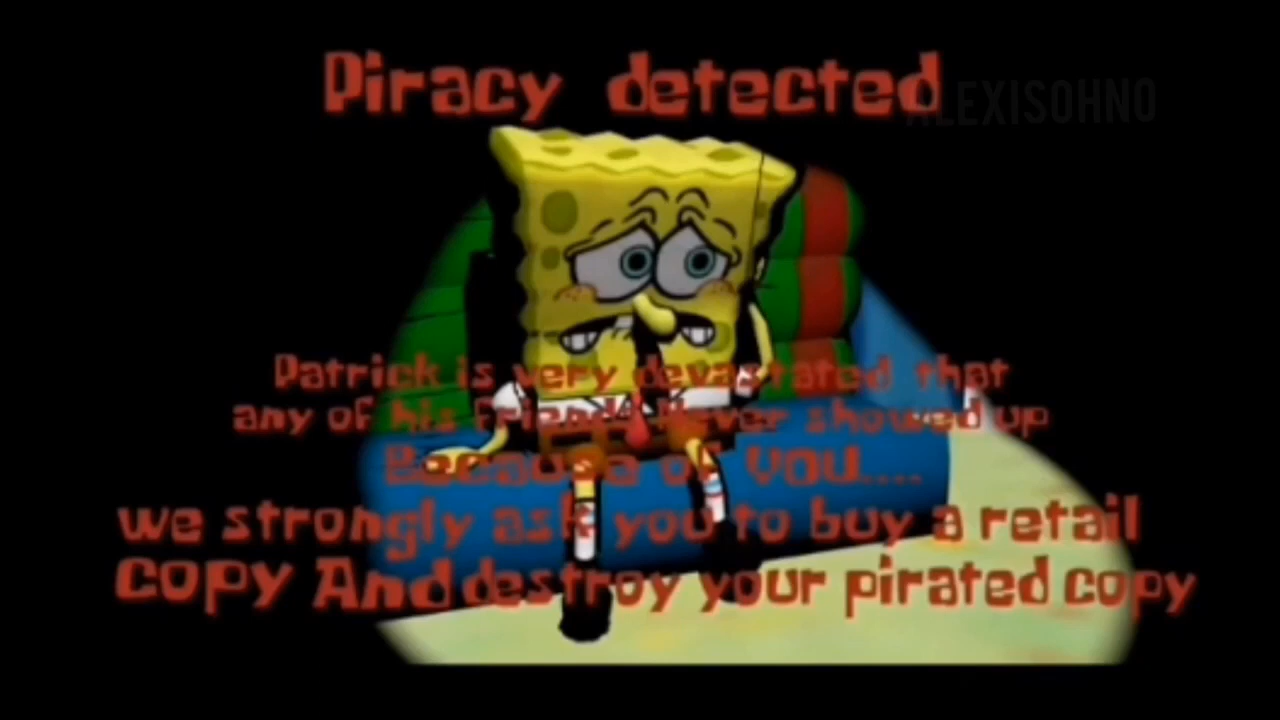 Piracy detected
ALEXISOHNO
Patrick is very devastated that
any of his friends Never showed up
Because of YOU....
we strongly ask you to buy a retail
copy And destroy your pirated copy